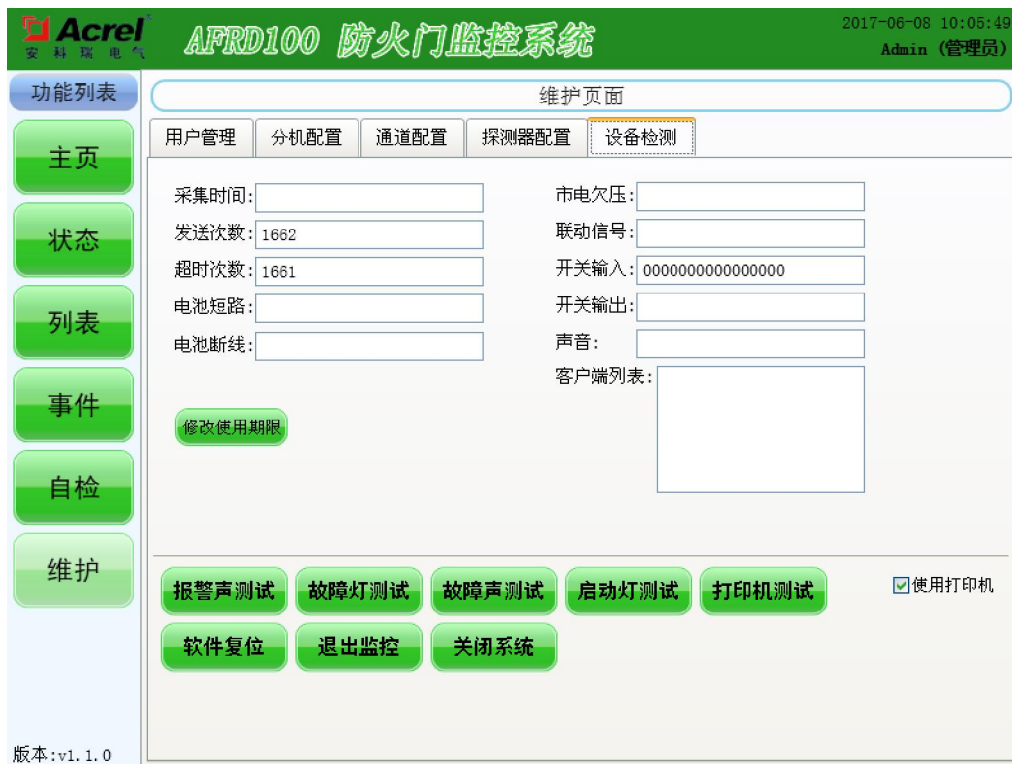 Acrel
安科瑞电气
AFRD100 防火门监控系统
2017-06-08 10:05:49
Admin (管理员)
功能列表
主页
状态
列表
事件
自检
维护
版本:v1.1.0
维护页面
用户管理 分机配置 通道配置 探测器配置 设备检测
采集时间: 市电欠压:
发送次数: 1662 联动信号:
超时次数: 1661 开关输入: 0000000000000000
电池短路: 开关输出:
电池断线: 声音:
客户端列表:
修改使用期限
报警声测试 故障灯测试 故障声测试 启动灯测试 打印机测试 使用打印机
软件复位 退出监控 关闭系统